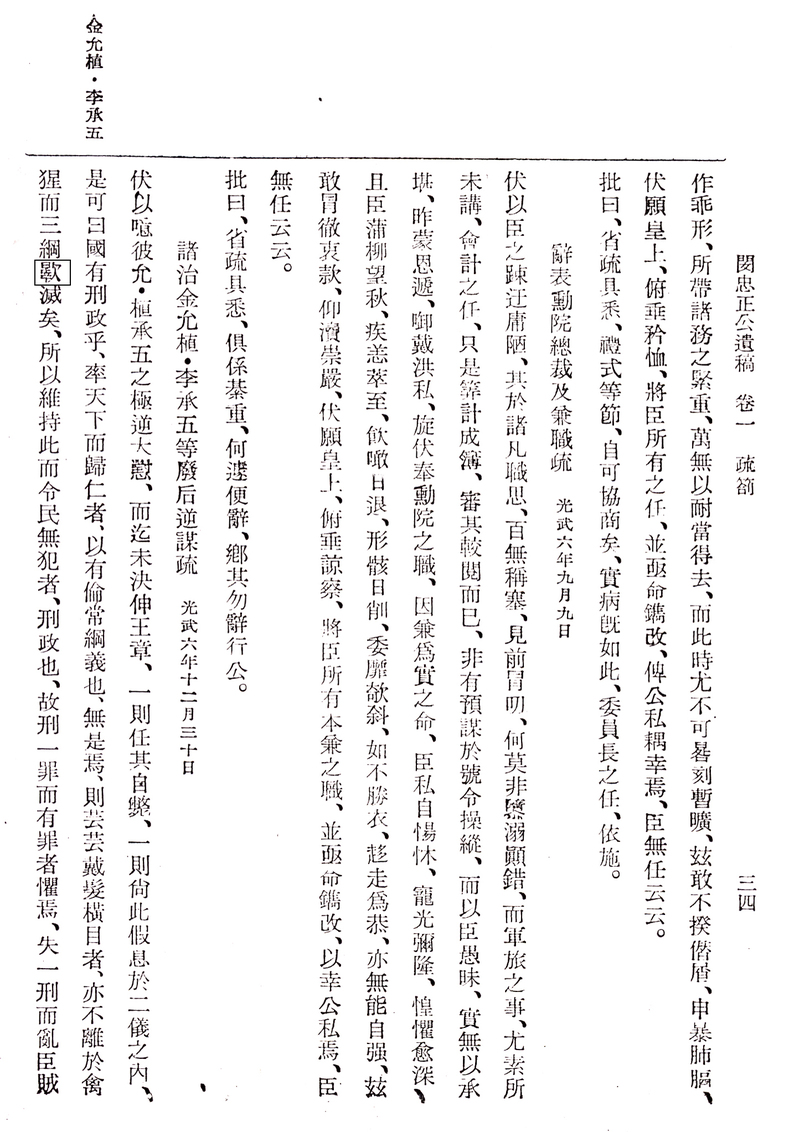 閔忠正公遺稿 卷一 疏箚 三四
作乖形、所帶諸務之緊重、萬無以耐當得去、而此時尤不可晷刻暫曠、玆敢不揆僭屑、申暴肺膈、
伏願皇上、俯垂矜恤、將臣所有之任、並亟命鐫改、俾公私耦幸焉、臣無任云云。
批曰、省疏具悉、禮式等節、自可協商矣、實病旣如此、委員長之任、依施。
辭表勳院總裁及兼職疏 光武六年九月九日
伏以臣之踈迂庸陋、其於諸凡職思、百無稱塞、見前冒叨、何莫非隳溺顚錯、而軍旅之事、尤素所
未講、會計之任、只是籌計成簿、審其較閱而已、非有預謀於號令操縱、而以臣愚昧、實無以承
堪、昨蒙恩遞、啣戴洪私、旋伏奉勳院之職、因兼爲實之命、臣私自惕怵、寵光彌隆、惶懼愈深、
且臣蒲柳望秋、疾恙萃至、飮噉日退、形骸日削、委靡欹斜、如不勝衣、趍走爲恭、亦無能自强、玆
敢冒徹衷款、仰瀆崇嚴、伏願皇上、俯垂諒察、將臣所有本兼之職、並亟命鐫改、以幸公私焉、臣
無任云云。
批曰、省疏具悉、俱係綦重、何遽便辭、鄕其勿辭行公。
諸治金允植・李承五等廢后逆謀疏 光武六年十二月三十日
伏以噫彼允・植承五之極逆大憝、而迄未決伸王章、一則任其自斃、一則尙此假息於二儀之內、
是可曰國有刑政乎、率天下而歸仁者、以有倫常綱義也、無是焉、則芸芸戴髮橫目者、亦不離於禽
猩而三綱歝滅矣、所以維持此而令民無犯者、刑政也、故刑一罪而有罪者懼焉、失一刑而亂臣賊
金允植・李承五